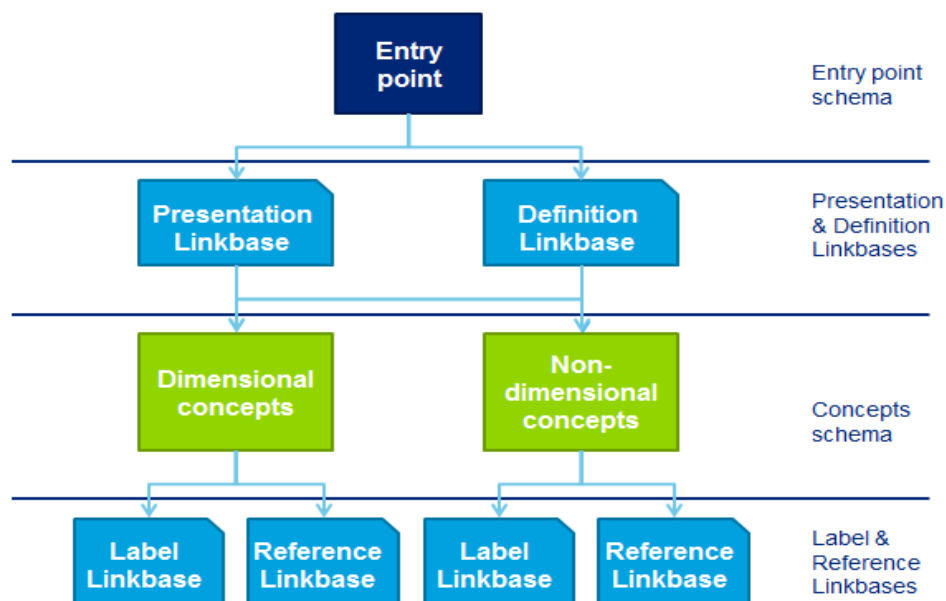 Entry
point
Entry point
schema
Presentation
Linkbase
Definition
Linkbase
Presentation
& Definition
Linkbases
Dimensional
concepts
Non-
dimensional
concepts
Concepts
schema
Label
Linkbase
Reference
Linkbase
Label
Linkbase
Reference
Linkbase
Label &
Reference
Linkbases